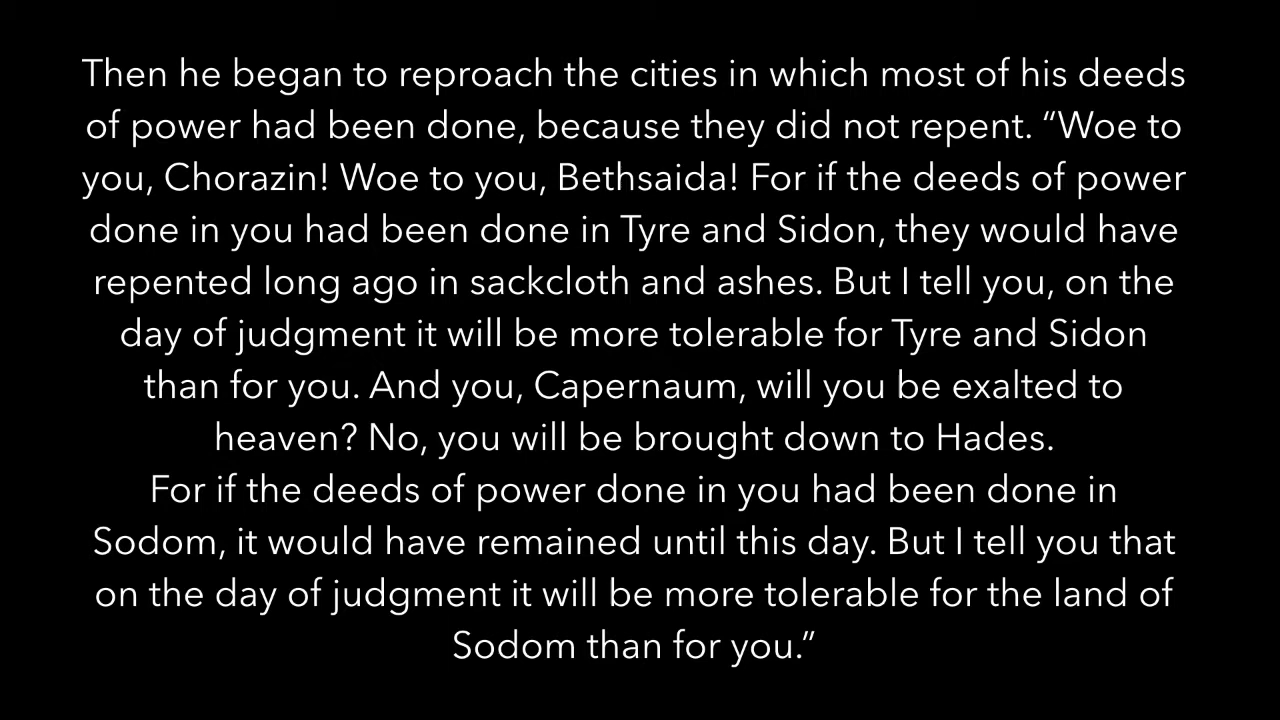 Then he began to reproach the cities in which most of his deeds
of power had been done, because they did not repent. “Woe to
you, Chorazin! Woe to you, Bethsaida! For if the deeds of power
done in you had been done in Tyre and Sidon, they would have
repented long ago in sackcloth and ashes. But I tell you, on the
day of judgment it will be more tolerable for Tyre and Sidon
than for you. And you, Capernaum, will you be exalted to
heaven? No, you will be brought down to Hades.
For if the deeds of power done in you had been done in
Sodom, it would have remained until this day. But I tell you that
on the day of judgment it will be more tolerable for the land of
Sodom than for you.”